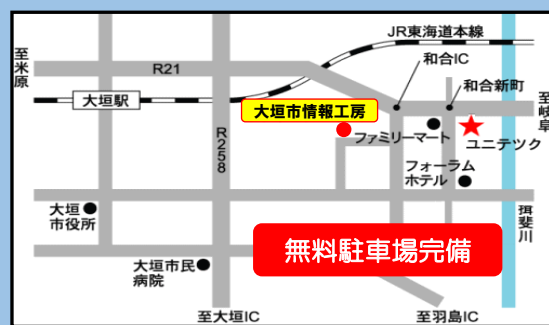 JR東海道本線
至米原
和合IC
R21
和合新町
大垣駅
大垣市情報工房
至岐阜
ファミリーマート
ユニテツク
R258
フォーラム
ホテル
大垣
市役所
揖斐川
無料駐車場完備
大垣市民
病院
至大垣IC
至羽島IC